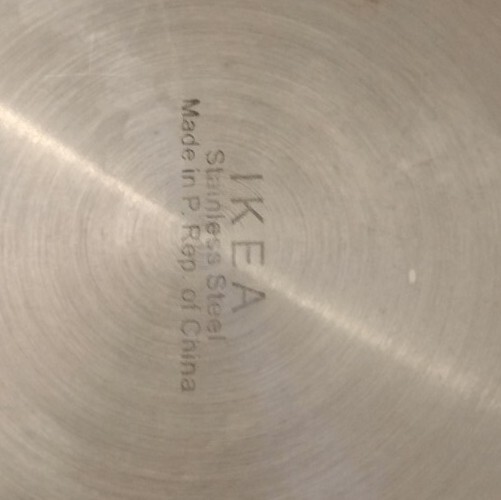 IKEA
Stainless Steel
Made in P. Rep. of China